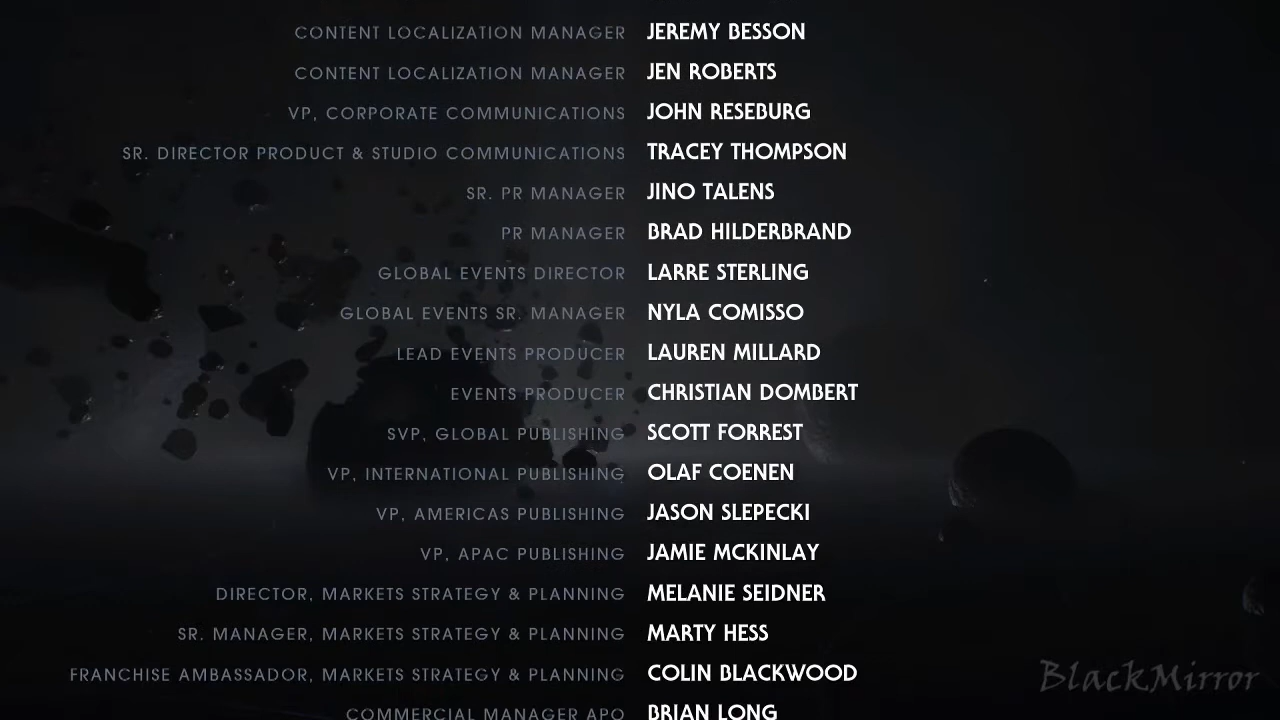 CONTENT LOCALIZATION MANAGER JEREMY BESSON
CONTENT LOCALIZATION MANAGER JEN ROBERTS
VP, CORPORATE COMMUNICATIONS JOHN RESEBURG
SR. DIRECTOR PRODUCT & STUDIO COMMUNICATIONS TRACEY THOMPSON
SR. PR MANAGER JINO TALENS
PR MANAGER BRAD HILDERBRAND
GLOBAL EVENTS DIRECTOR LARRE STERLING
GLOBAL EVENTS SR. MANAGER NYLA COMISSO
LEAD EVENTS PRODUCER LAUREN MILLARD
EVENTS PRODUCER CHRISTIAN DOMBERT
SVP, GLOBAL PUBLISHING SCOTT FORREST
VP, INTERNATIONAL PUBLISHING OLAF COENEN
VP, AMERICAS PUBLISHING JASON SLEPECKI
VP, APAC PUBLISHING JAMIE MCKINLAY
DIRECTOR, MARKETS STRATEGY & PLANNING MELANIE SEIDNER
SR. MANAGER, MARKETS STRATEGY & PLANNING MARTY HESS
FRANCHISE AMBASSADOR, MARKETS STRATEGY & PLANNING COLIN BLACKWOOD
COMMERCIAL MANAGER APO BRIAN LONG
BlackMirror